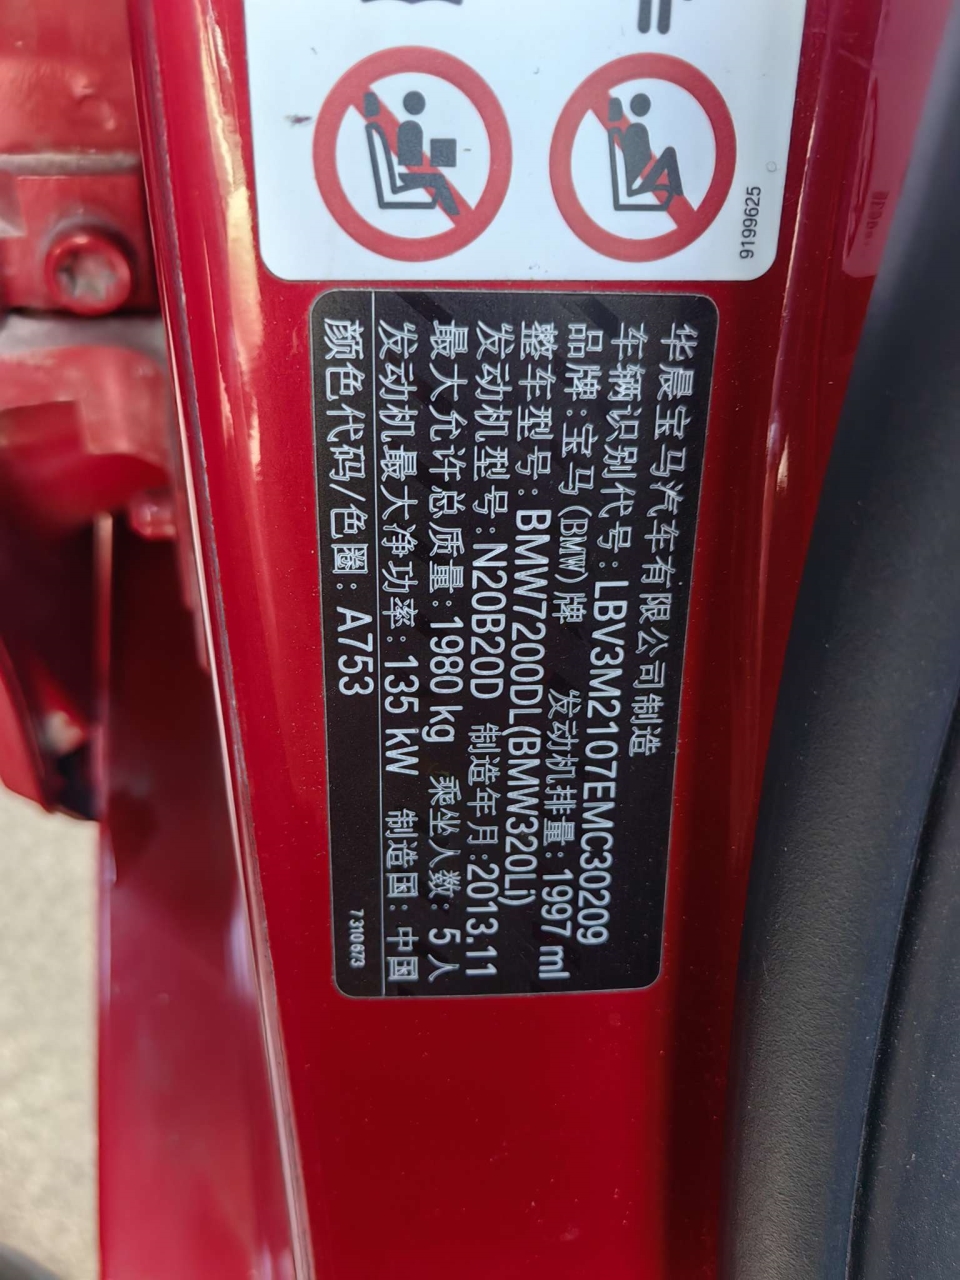 9199625
华晨宝马汽车有限公司制造
车辆识别代号：LBV3M2107EMC30209
品牌：宝马(BMW)牌 发动机排量：1997 ml
整车型号：BMW7200DL(BMW320Li)
发动机型号：N20B20D 制造年月：2013.11
最大允许总质量：1980 kg 乘坐人数：5人
发动机最大净功率：135 kW 制造国：中国
颜色代码/色圈：A753
7 310 673